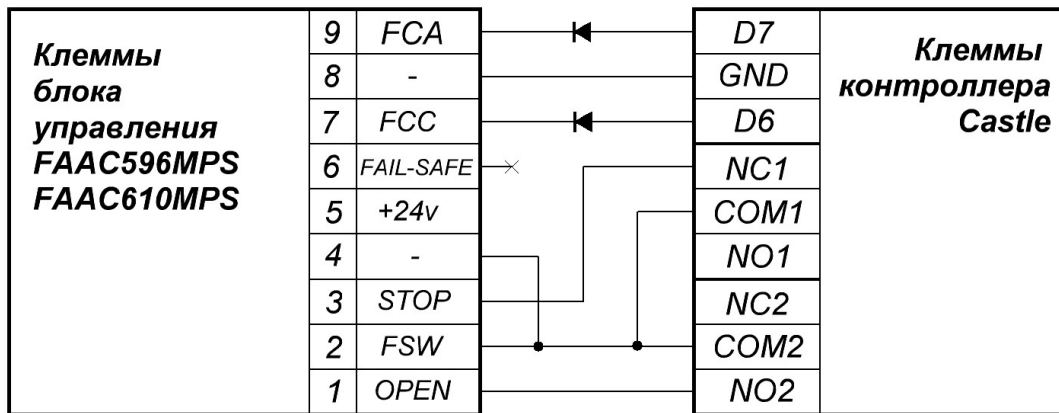 Клеммы
блока
управления
FAAC596MPS
FAAC610MPS
9 FCA
8 -
7 FCC
6 FAIL-SAFE
5 +24v
4 -
3 STOP
2 FSW
1 OPEN
D7
GND
D6
NC1
COM1
NO1
NC2
COM2
NO2
Клеммы
контроллера
Castle